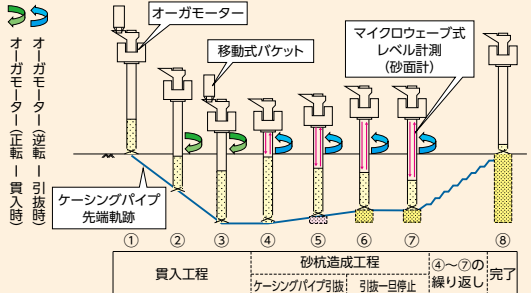 オーガモーター（正転ー貫入時）
オーガモーター（逆転ー引抜時）
オーガモーター
移動式バケット
マイクロウェーブ式
レベル計測
（砂面計）
ケーシングパイプ
先端軌跡
① ② ③ ④ ⑤ ⑥ ⑦ ⑧
貫入工程
砂杭造成工程
ケーシングパイプ引抜
引抜一旦停止
④〜⑦の
繰り返し
完了